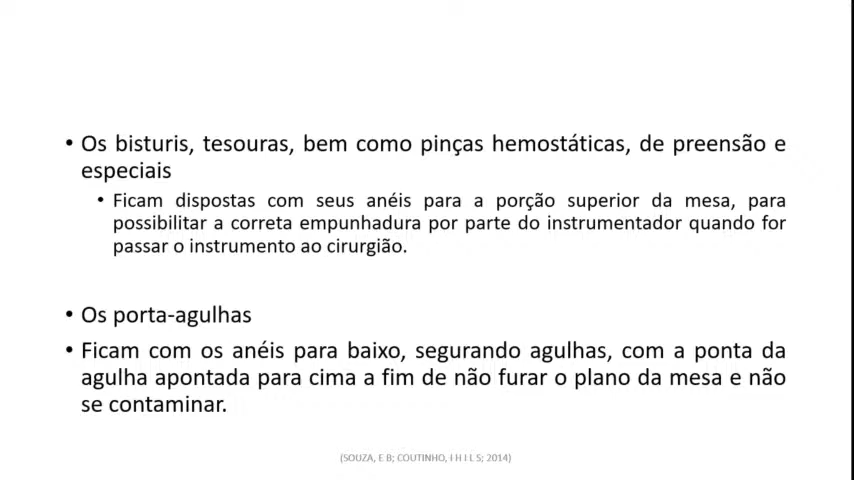 • Os bisturis, tesouras, bem como pinças hemostáticas, de preensão e
especiais
• Ficam dispostas com seus anéis para a porção superior da mesa, para
possibilitar a correta empunhadura por parte do instrumentador quando for
passar o instrumento ao cirurgião.
• Os porta-agulhas
• Ficam com os anéis para baixo, segurando agulhas, com a ponta da
agulha apontada para cima a fim de não furar o plano da mesa e não
se contaminar.
(SOUZA, E B; COUTINHO, I H I L S; 2014)